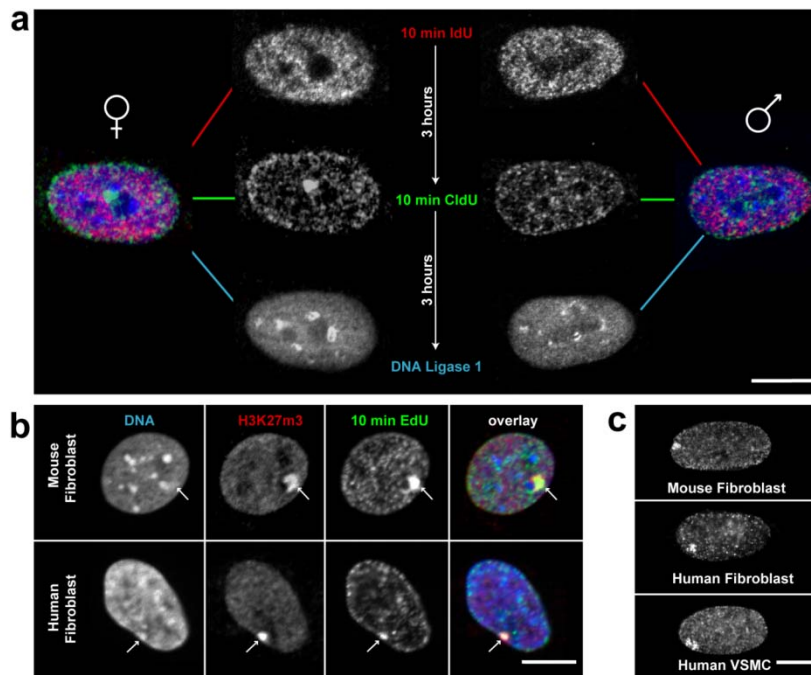 a
10 min IdU
♀
♂
3 hours
10 min CldU
3 hours
DNA Ligase 1
b
DNA
H3K27m3
10 min EdU
overlay
Mouse
Fibroblast
Human
Fibroblast
c
Mouse Fibroblast
Human Fibroblast
Human VSMC